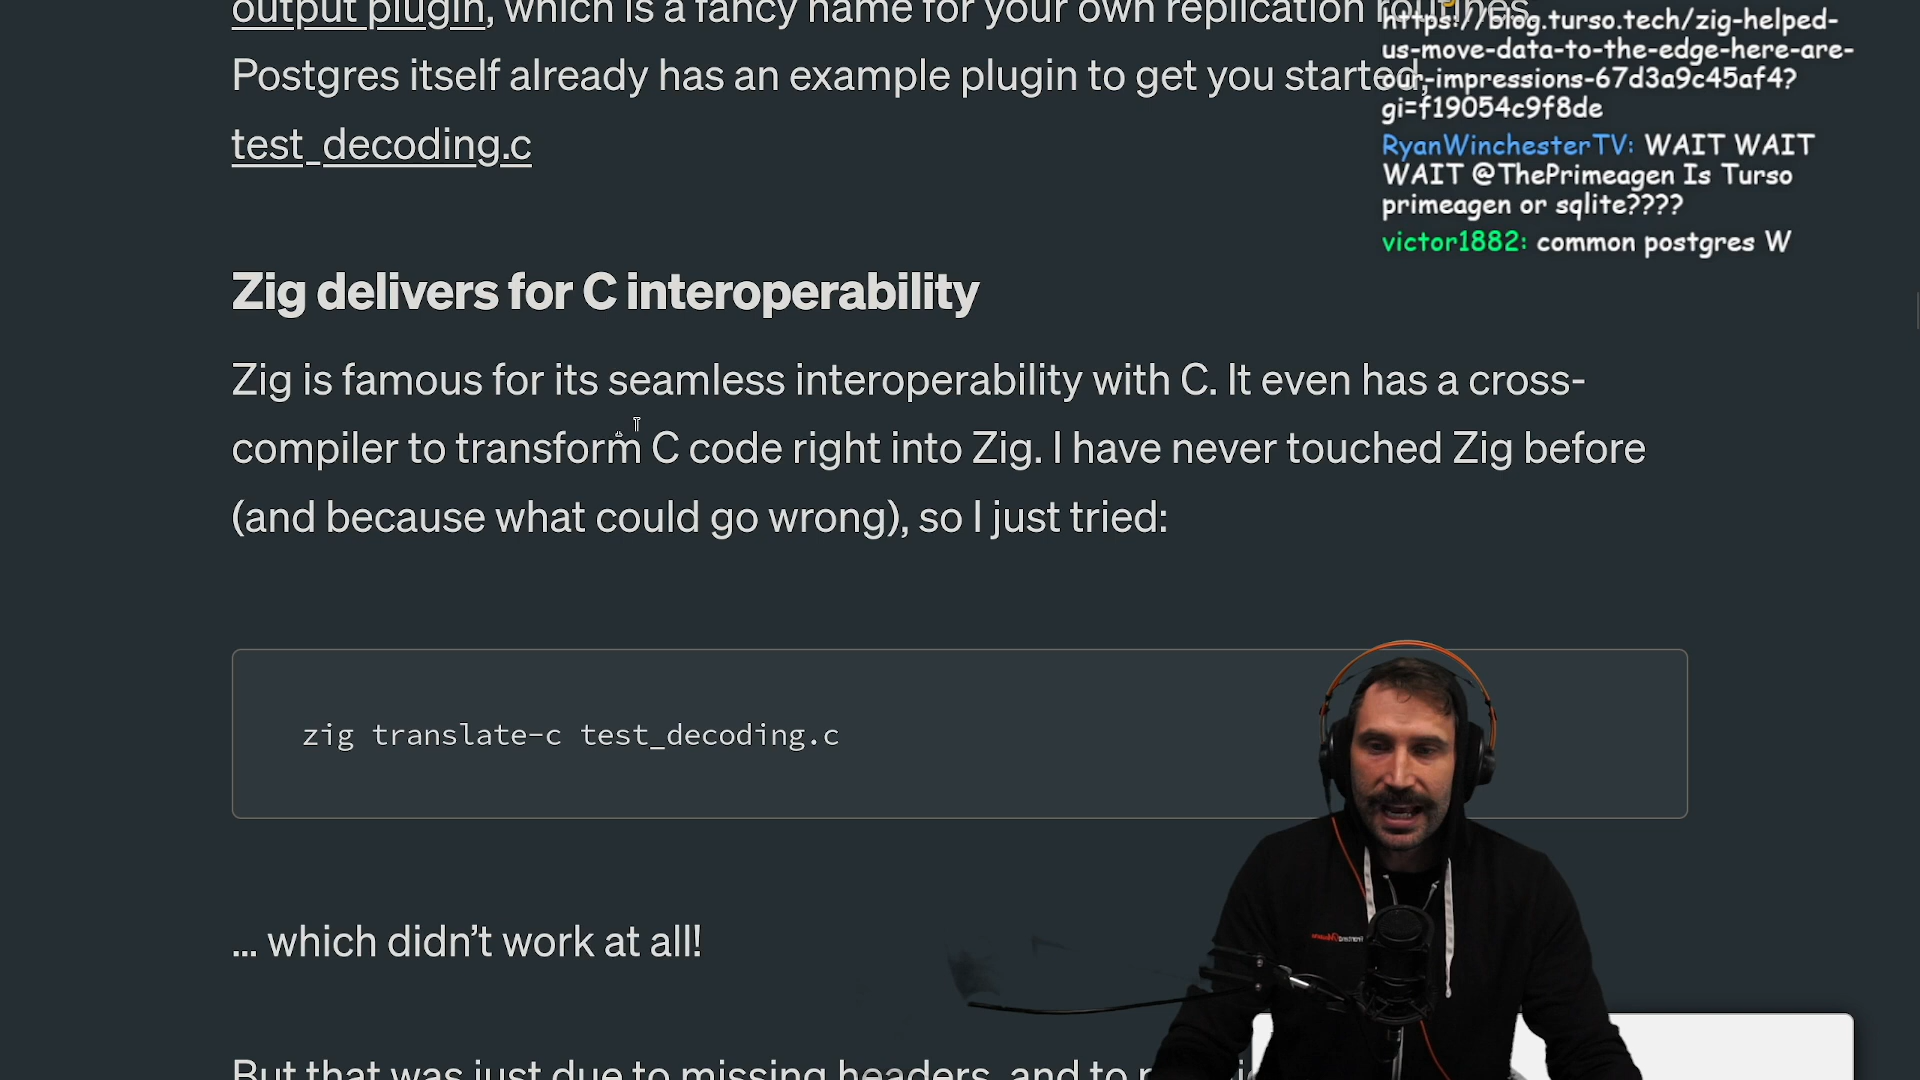 output plugin, which is a fancy name for your own replication routines.
Postgres itself already has an example plugin to get you started,
test_decoding.c
https://blog.turso.tech/zig-helped-
us-move-data-to-the-edge-here-are-
our-impressions-67d3a9c45af4?
gi=f19054c9f8de
RyanWinchesterTV: WAIT WAIT
WAIT @ThePrimeagen Is Turso
primeagen or sqlite????
victor1882: common postgres W
Zig delivers for C interoperability
Zig is famous for its seamless interoperability with C. It even has a cross-
compiler to transform C code right into Zig. I have never touched Zig before
(and because what could go wrong), so I just tried:
zig translate-c test_decoding.c
... which didn’t work at all!
But that was just due to missing headers, and to